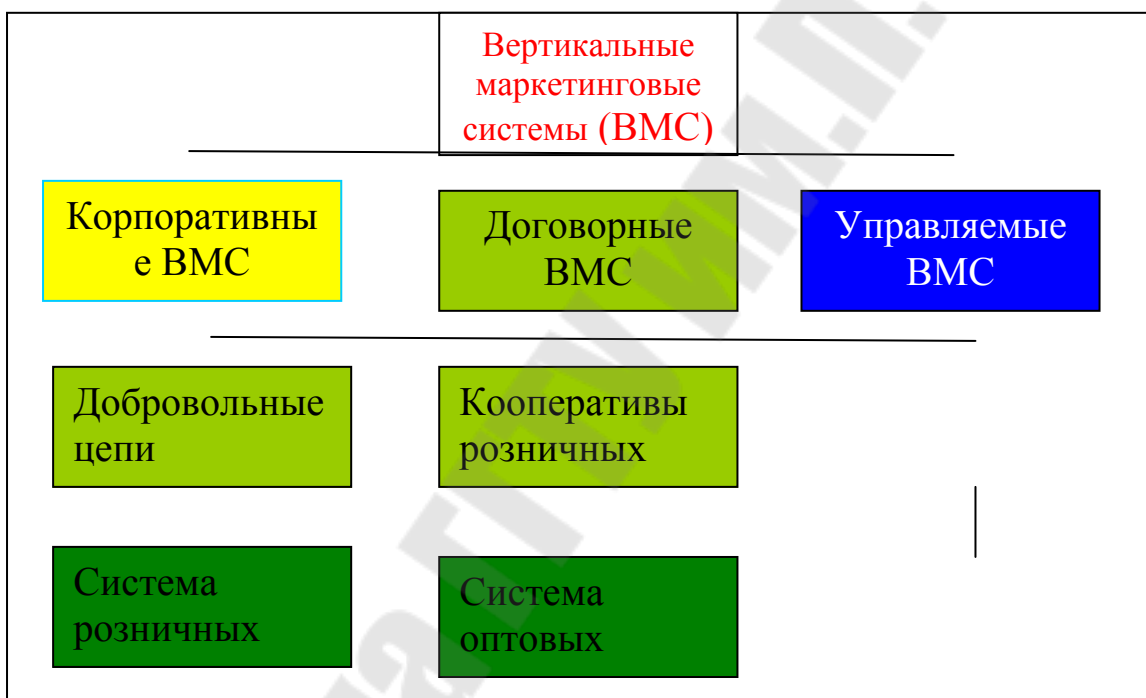 Вертикальные
маркетинговые
системы (ВМС)
Корпоративны
е ВМС
Договорные
ВМС
Управляемые
ВМС
Добровольные
цепи
Кооперативы
розничных
Система
розничных
Система
оптовых